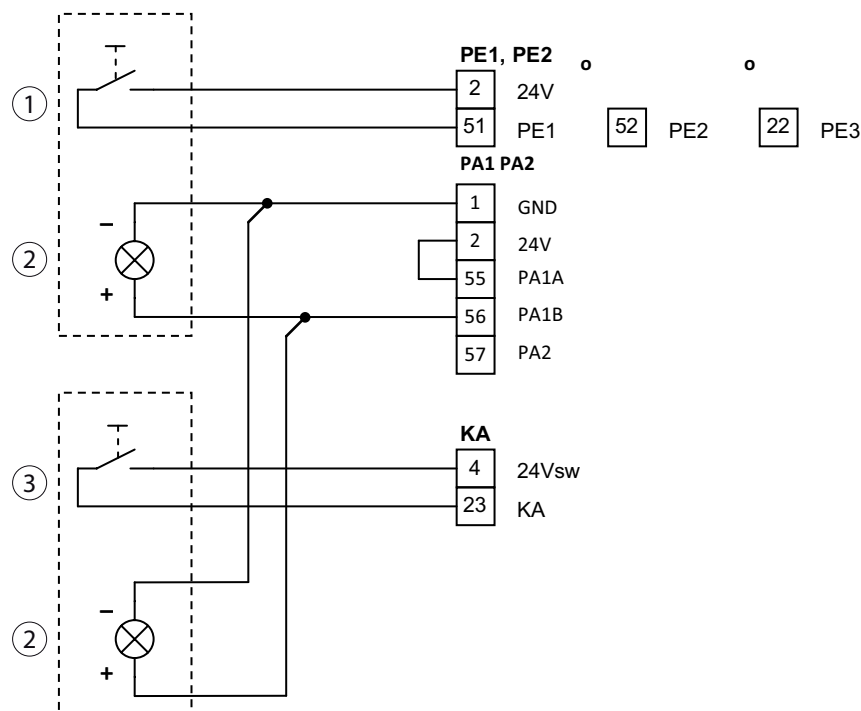 PE1, PE2 o o
1
2 24V
51 PE1 52 PE2 22 PE3
PA1 PA2
1 GND
−
2 2 24V
55 PA1A
+
56 PA1B
57 PA2
KA
3 4 24Vsw
23 KA
−
2
+